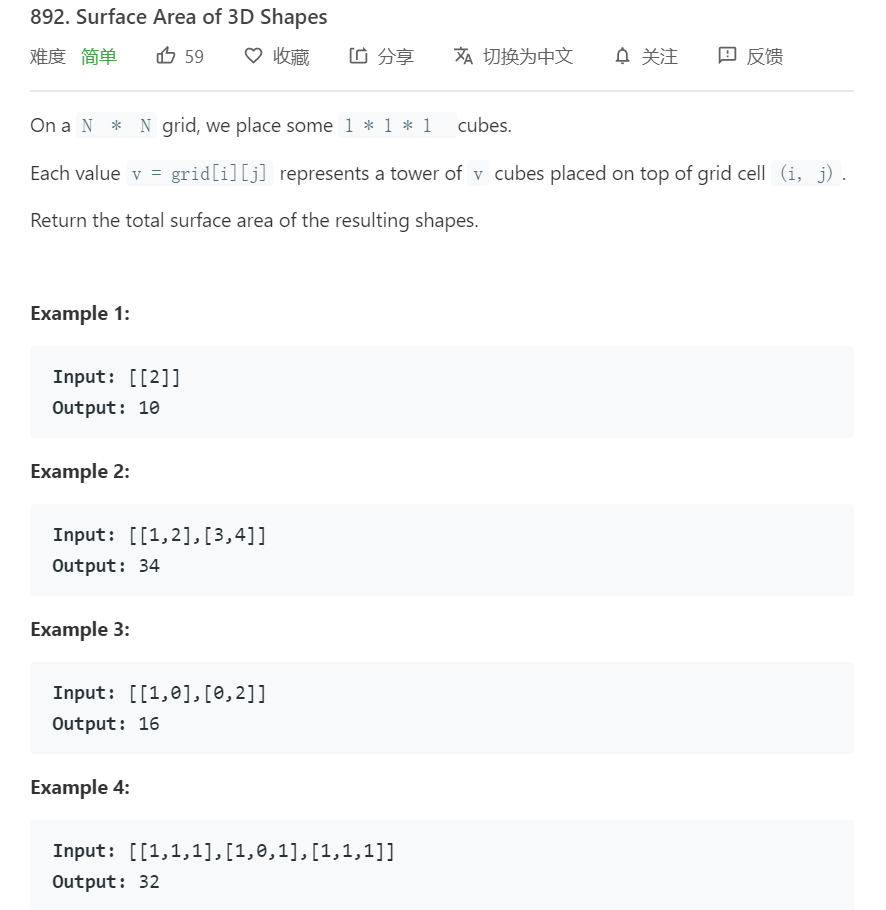 892. Surface Area of 3D Shapes
难度 简单 59 收藏 分享 切换为中文 关注 反馈
On a N * N grid, we place some 1 * 1 * 1 cubes.
Each value v = grid[i][j] represents a tower of v cubes placed on top of grid cell (i, j).
Return the total surface area of the resulting shapes.
Example 1:
Input: [[2]]
Output: 10
Example 2:
Input: [[1,2],[3,4]]
Output: 34
Example 3:
Input: [[1,0],[0,2]]
Output: 16
Example 4:
Input: [[1,1,1],[1,0,1],[1,1,1]]
Output: 32